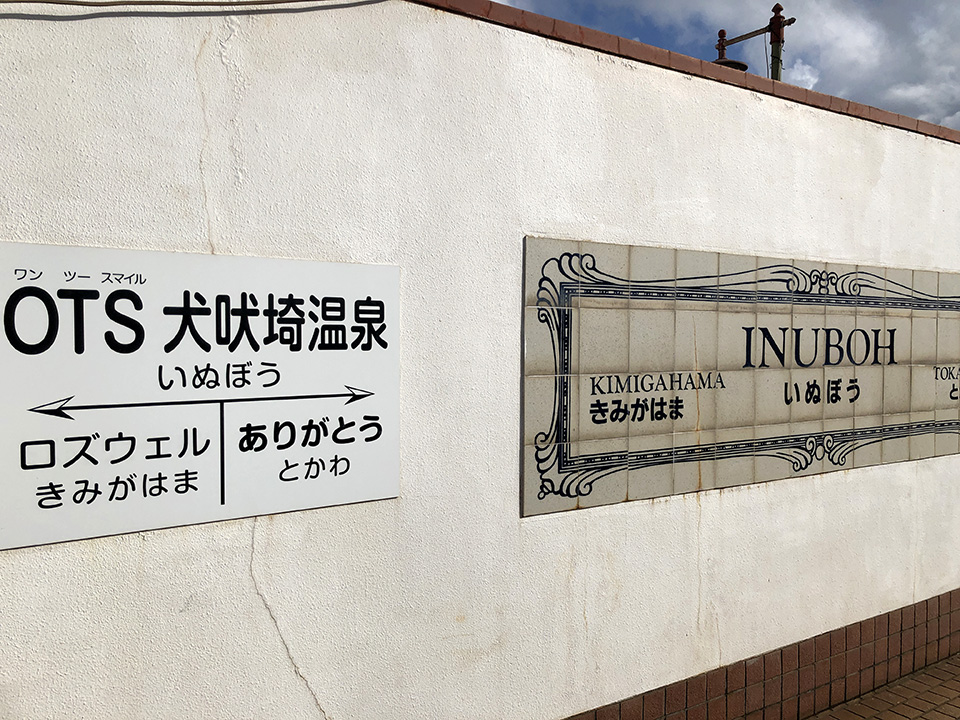 ワン ツー スマイル
OTS 犬吠埼温泉
いぬぼう
ロズウェル
きみがはま
ありがとう
とかわ
INUBOH
いぬぼう
KIMIGAHAMA
きみがはま
TOKA
と